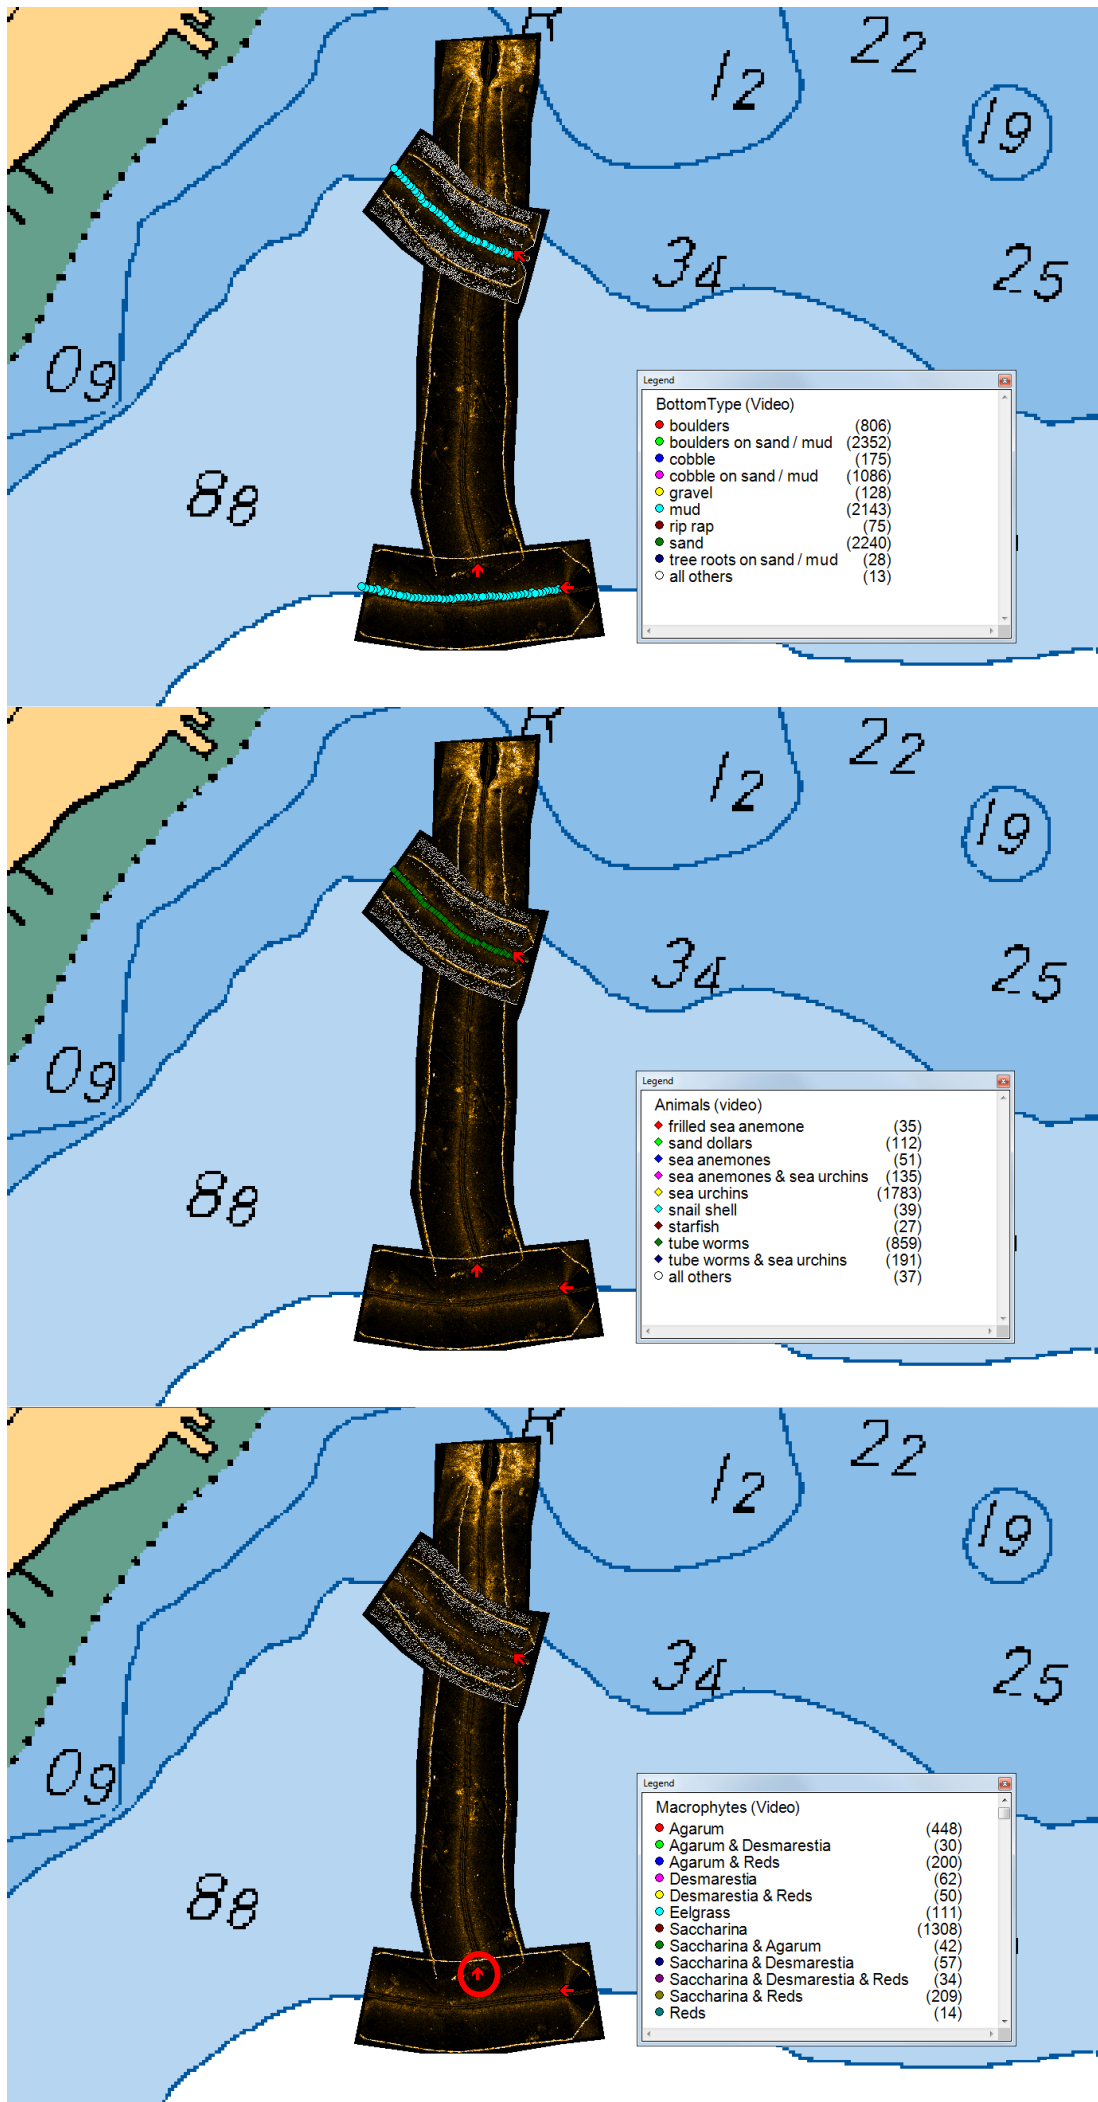 12
22
19
34
25
09
88
Legend
BottomType (Video)
boulders (806)
boulders on sand / mud (2352)
cobble (175)
cobble on sand / mud (1086)
gravel (128)
mud (2143)
rip rap (75)
sand (2240)
tree roots on sand / mud (28)
all others (13)
12
22
19
34
25
09
88
Legend
Animals (video)
frilled sea anemone (35)
sand dollars (112)
sea anemones (51)
sea anemones & sea urchins (135)
sea urchins (1783)
snail shell (39)
starfish (27)
tube worms (859)
tube worms & sea urchins (191)
all others (37)
12
22
19
34
25
09
88
Legend
Macrophytes (Video)
Agarum (448)
Agarum & Desmarestia (30)
Agarum & Reds (200)
Desmarestia (62)
Desmarestia & Reds (50)
Eelgrass (111)
Saccharina (1308)
Saccharina & Agarum (42)
Saccharina & Desmarestia (57)
Saccharina & Desmarestia & Reds (34)
Saccharina & Reds (209)
Reds (14)